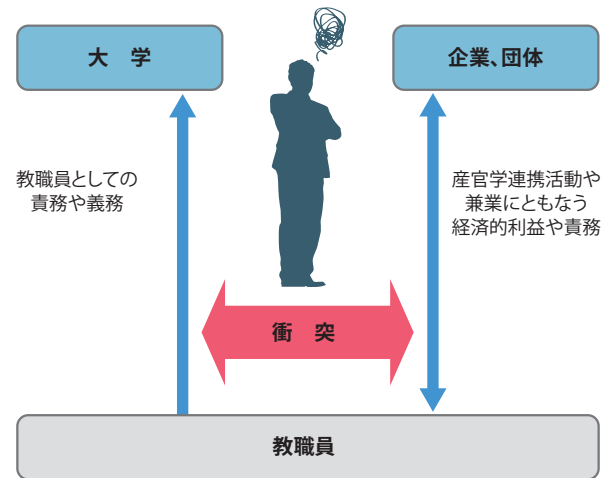 大　学
企業、団体
教職員としての
責務や義務
産官学連携活動や
兼業にともなう
経済的利益や責務
衝　突
教職員